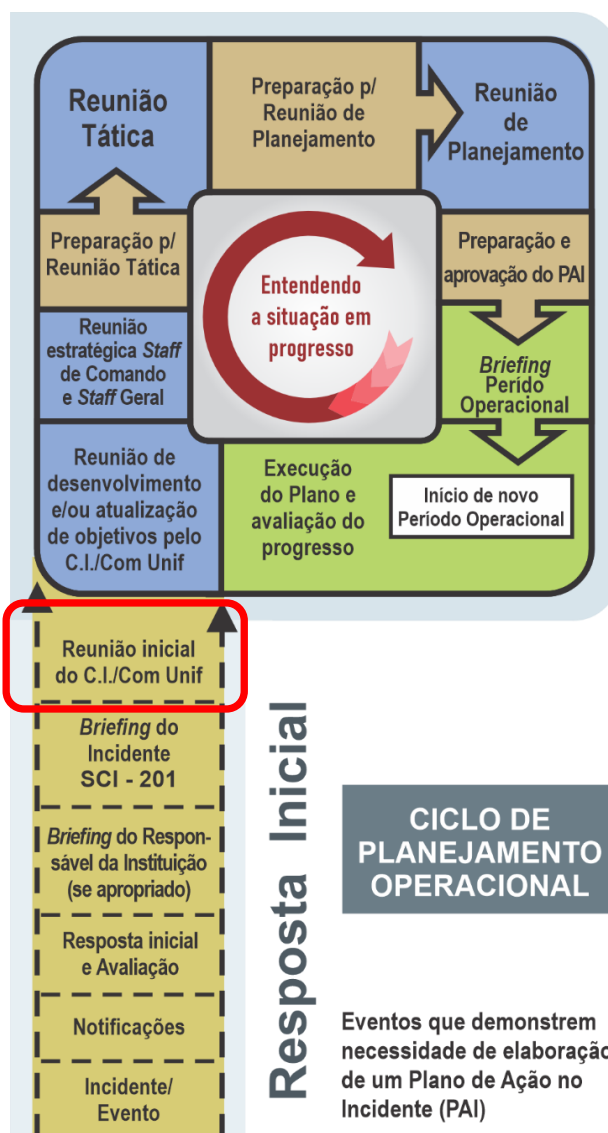 Reunião
Tática
Preparação p/
Reunião de
Planejamento
Reunião
de
Planejamento
Preparação p/
Reunião Tática
Entendendo
a situação em
progresso
Preparação e
aprovação do PAI
Reunião
estratégica Staff
de Comando
e Staff Geral
Briefing
Perído
Operacional
Reunião de
desenvolvimento
e/ou atualização
de objetivos pelo
C.I./Com Unif
Execução
do Plano e
avaliação do
progresso
Início de novo
Período Operacional
Reunião inicial
do C.I./Com Unif
Briefing do
Incidente
SCI - 201
Briefing do Respon-
sável da Instituição
(se apropriado)
Resposta inicial
e Avaliação
Notificações
Incidente/
Evento
Resposta Inicial
CICLO DE
PLANEJAMENTO
OPERACIONAL
Eventos que demonstrem
necessidade de elaboração
de um Plano de Ação no
Incidente (PAI)